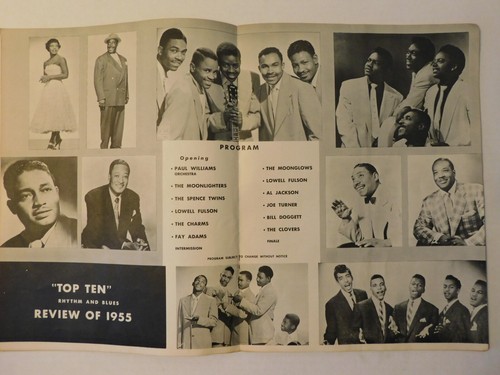 PROGRAM
Opening
• PAUL WILLIAMS
ORCHESTRA
• THE MOONLIGHTERS
• THE SPENCE TWINS
• LOWELL FULSON
• THE CHARMS
• FAY ADAMS
INTERMISSION
• THE MOONGLOWS
• LOWELL FULSON
• AL JACKSON
• JOE TURNER
• BILL DOGGETT
• THE CLOVERS
FINALE
PROGRAM SUBJECT TO CHANGE WITHOUT NOTICE
"TOP TEN"
RHYTHM AND BLUES
REVIEW OF 1955